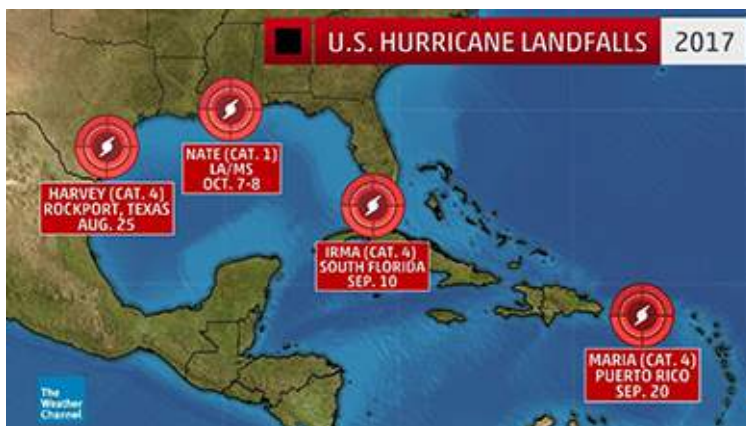 U.S. HURRICANE LANDFALLS 2017
NATE (CAT. 1)
LA/MS
OCT. 7-8
HARVEY (CAT. 4)
ROCKPORT, TEXAS
AUG. 25
IRMA (CAT. 4)
SOUTH FLORIDA
SEP. 10
MARIA (CAT. 4)
PUERTO RICO
SEP. 20
The
Weather
Channel